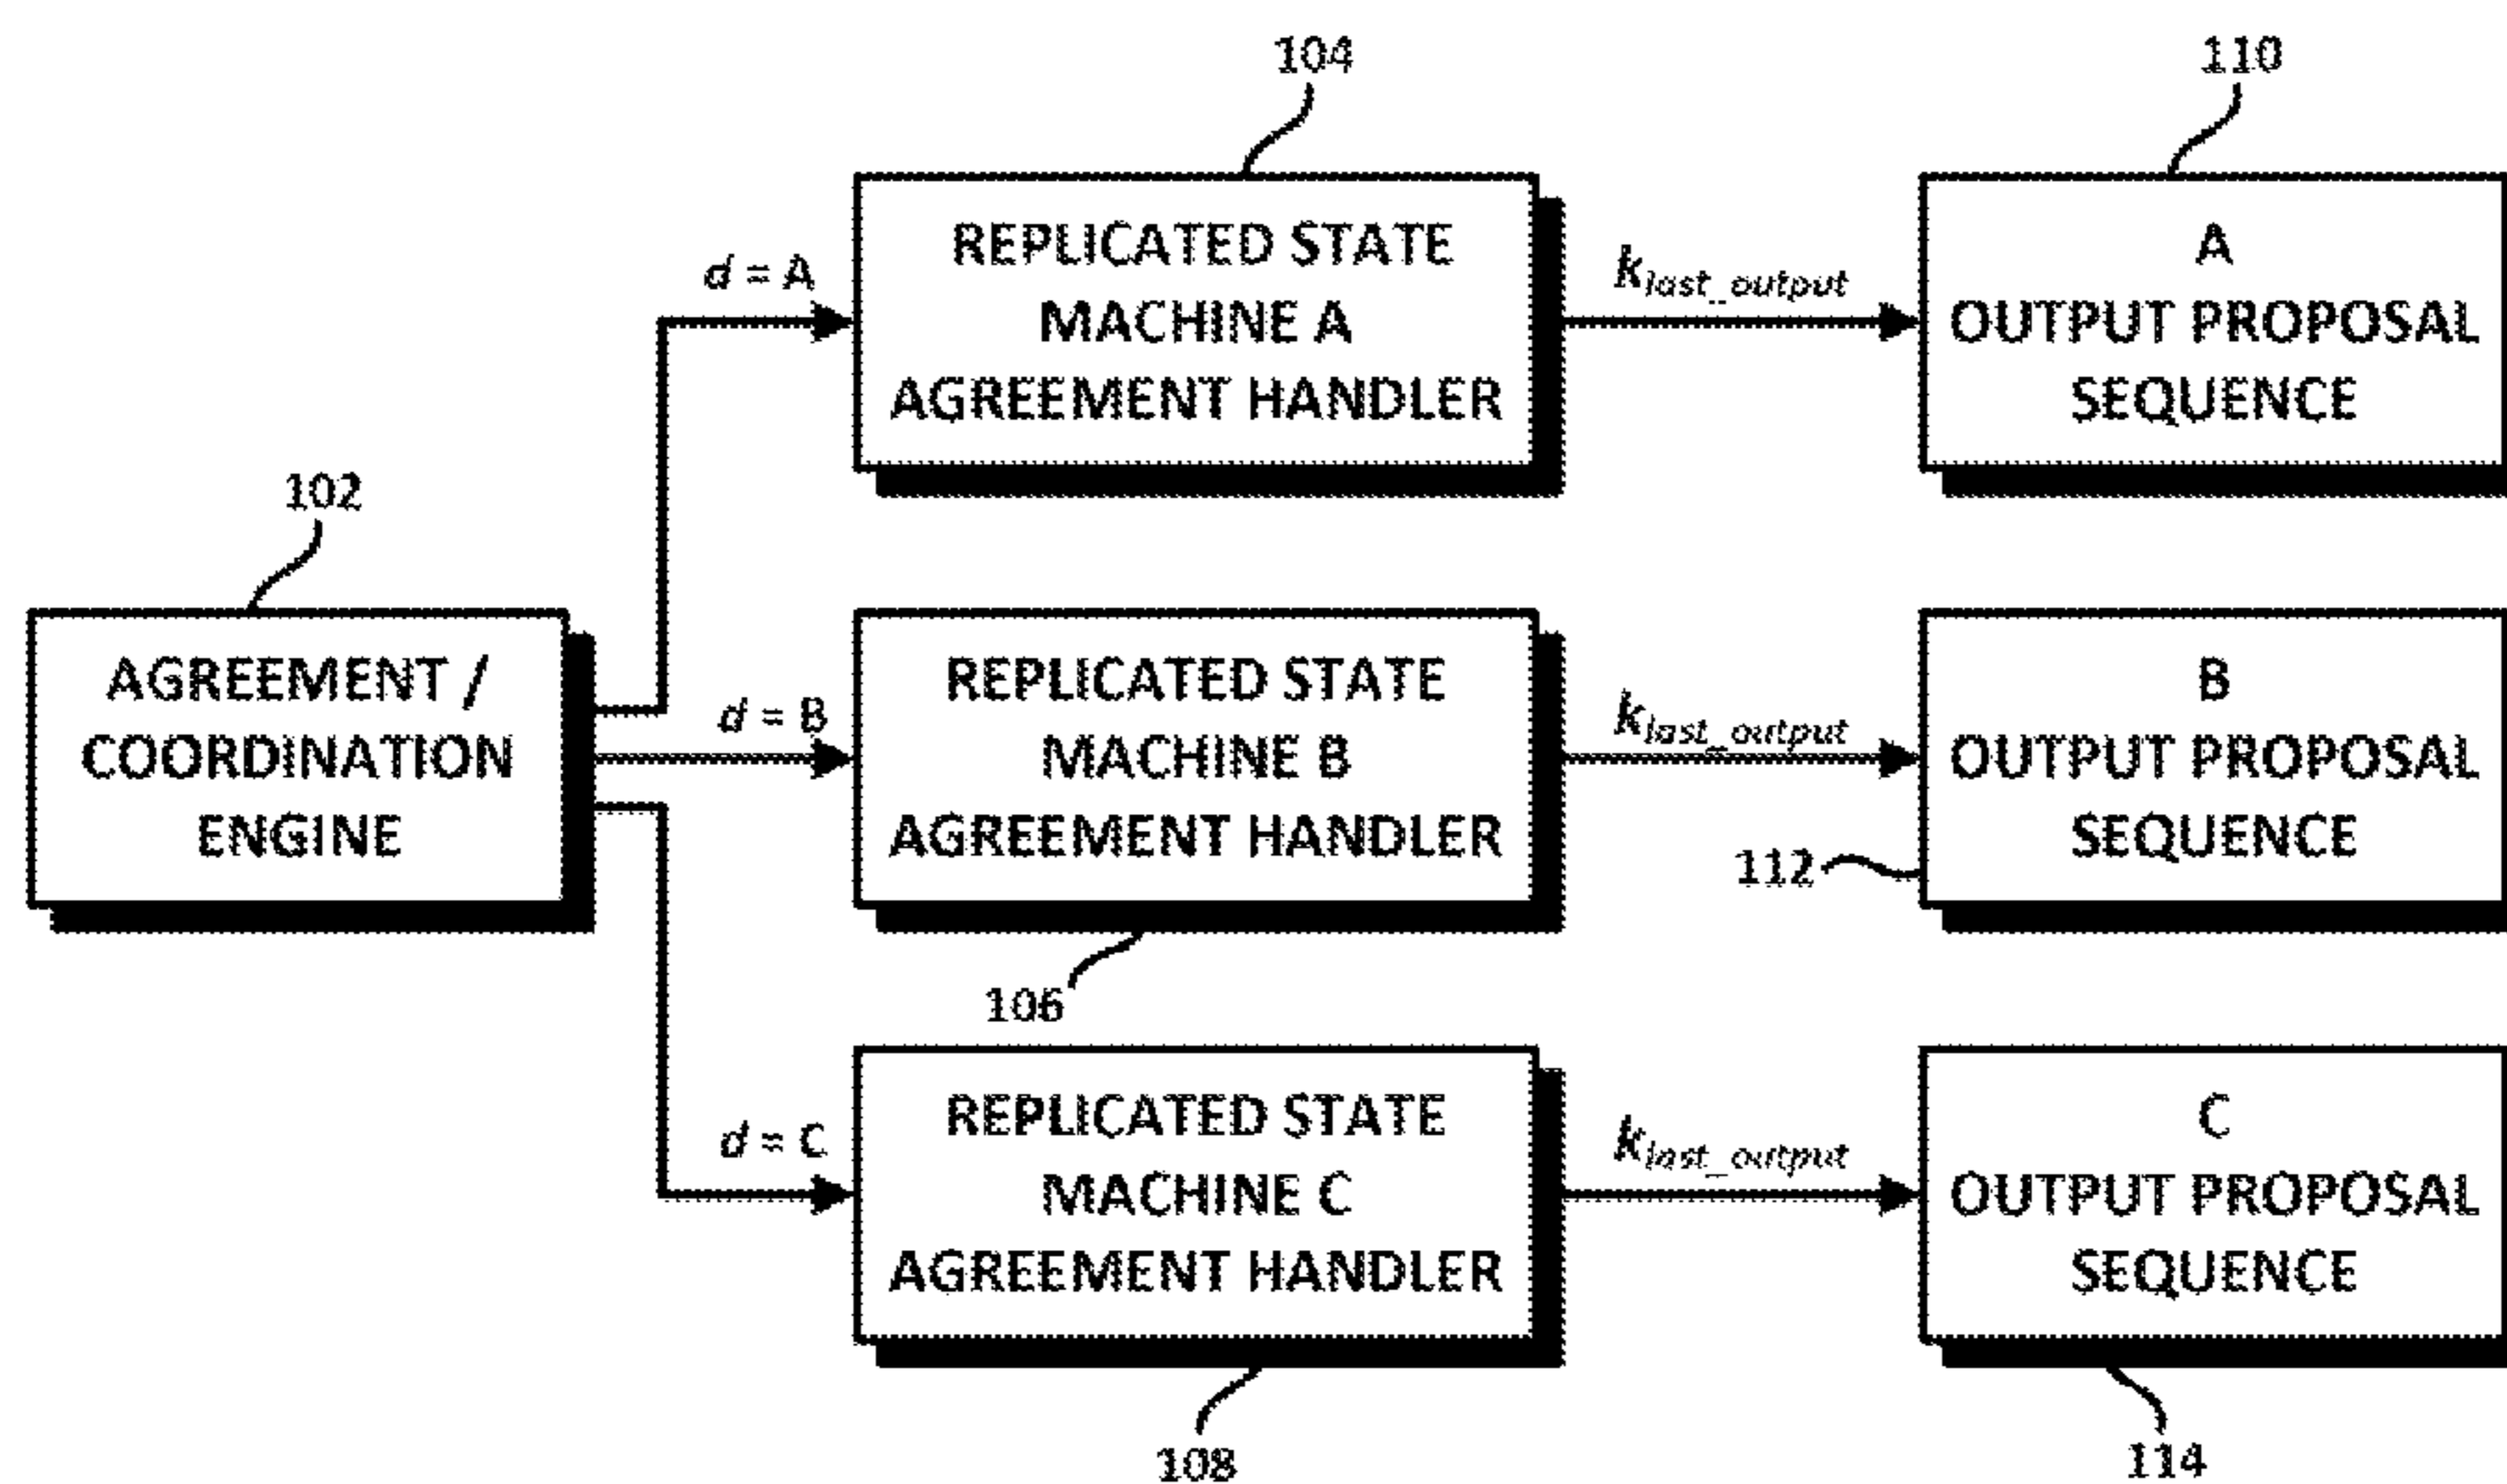 104
110
REPLICATED STATE
MACHINE A
AGREEMENT HANDLER
A
OUTPUT PROPOSAL
SEQUENCE
d = A
klast_output
102
AGREEMENT /
COORDINATION
ENGINE
d = B
REPLICATED STATE
MACHINE B
AGREEMENT HANDLER
klast_output
B
OUTPUT PROPOSAL
SEQUENCE
112
106
d = C
REPLICATED STATE
MACHINE C
AGREEMENT HANDLER
klast_output
C
OUTPUT PROPOSAL
SEQUENCE
108
114